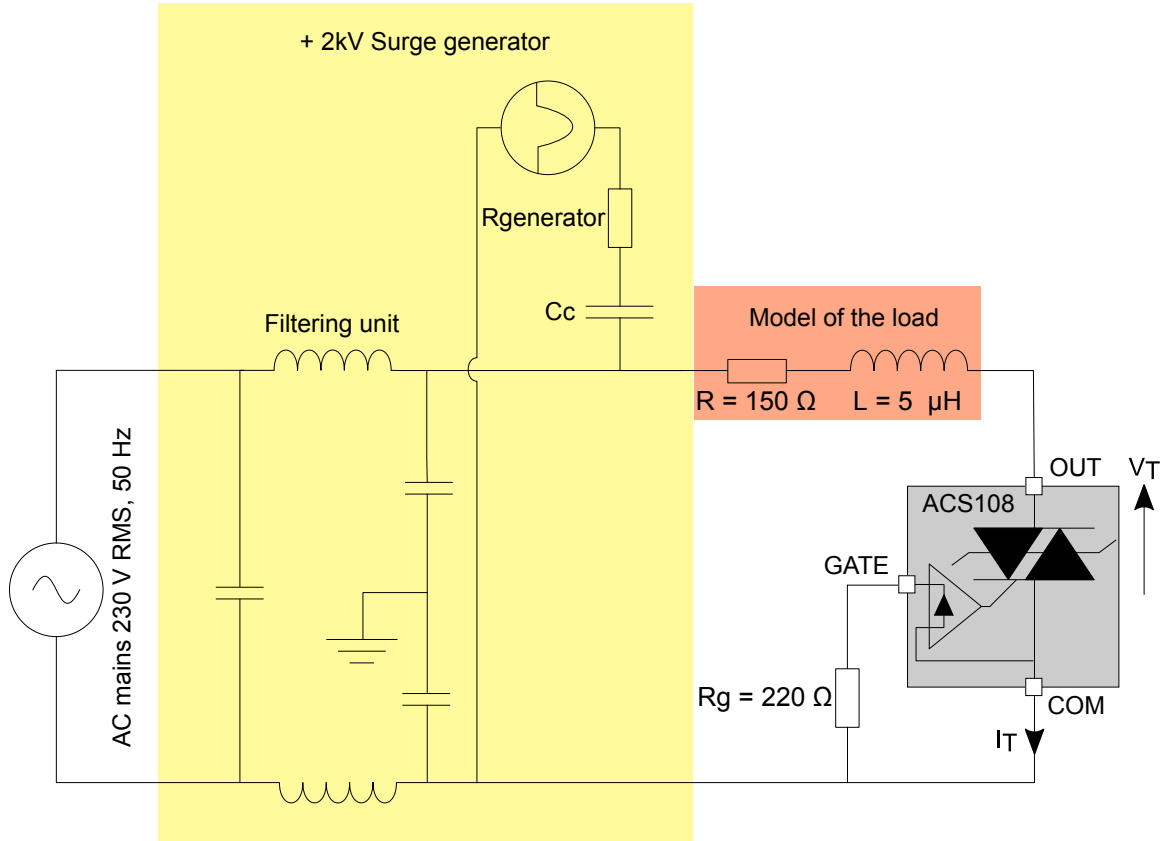 + 2kV Surge generator
Rgenerator
Cc
Filtering unit
Model of the load
R = 150 Ω
L = 5 µH
AC mains 230 V RMS, 50 Hz
OUT
VT
ACS108
GATE
Rg = 220 Ω
COM
IT